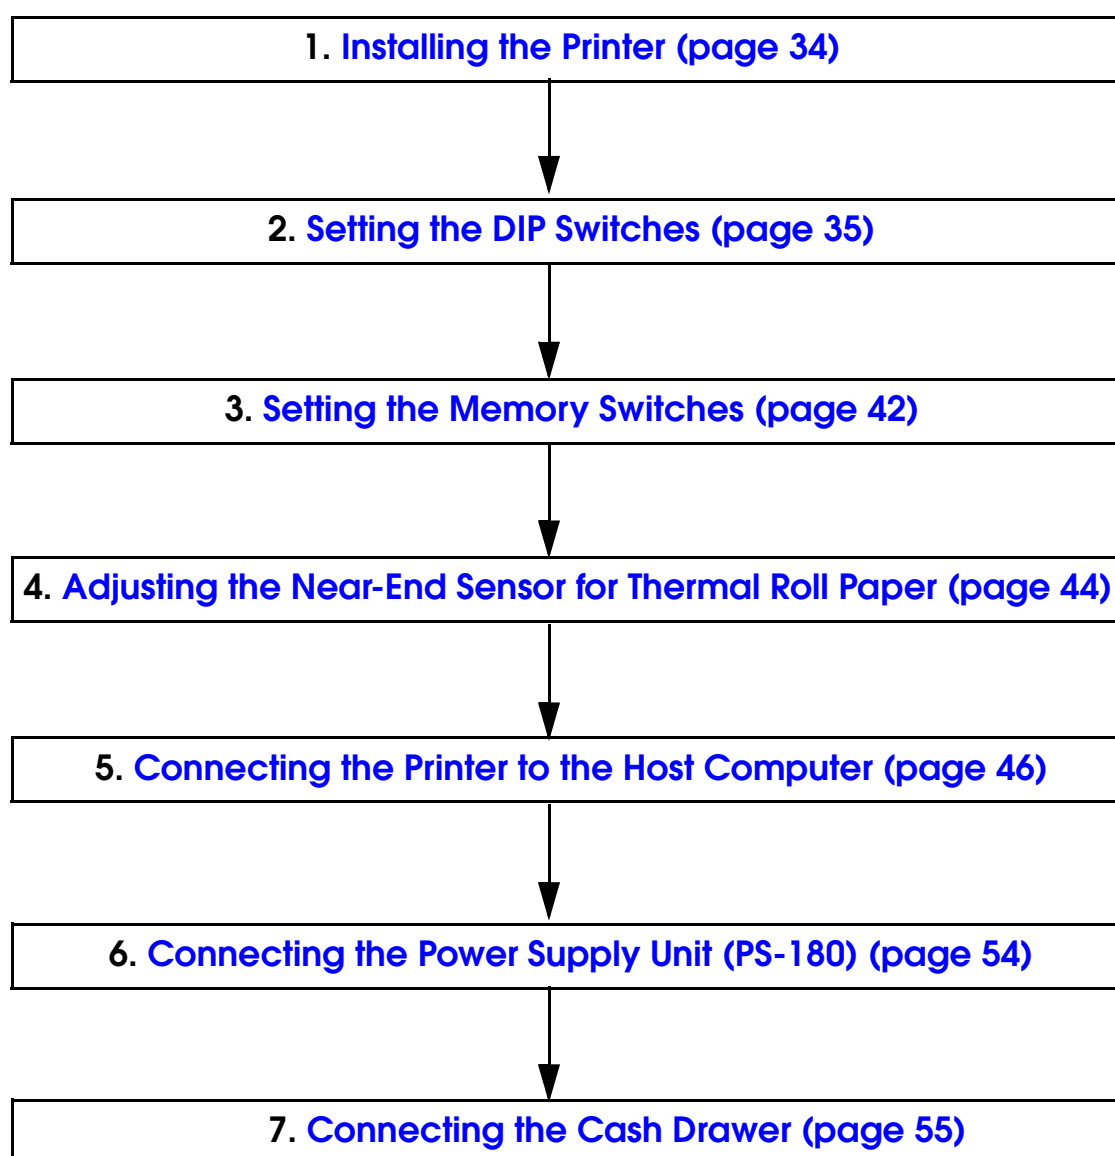 1. Installing the Printer (page 34)
2. Setting the DIP Switches (page 35)
3. Setting the Memory Switches (page 42)
4. Adjusting the Near-End Sensor for Thermal Roll Paper (page 44)
5. Connecting the Printer to the Host Computer (page 46)
6. Connecting the Power Supply Unit (PS-180) (page 54)
7. Connecting the Cash Drawer (page 55)